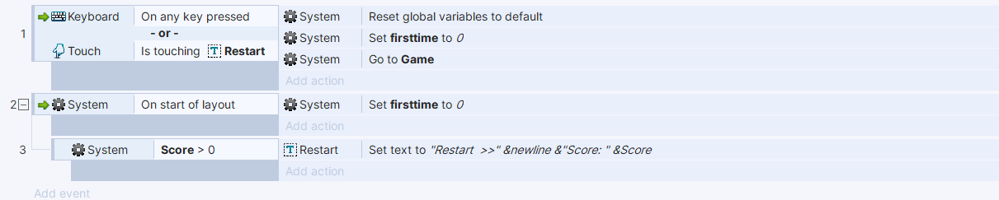 Keyboard On any key pressed System Reset global variables to default
1 - or - System Set firsttime to 0
Touch Is touching T Restart System Go to Game
Add action
2 System On start of layout System Set firsttime to 0
Add action
3 System Score > 0 T Restart Set text to "Restart >>" &newline &"Score: " &Score
Add action
Add event